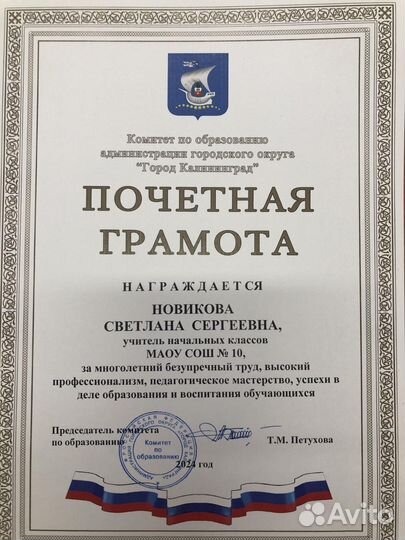 Комитет по образованию
администрации городского округа
"Город Калининград"
ПОЧЕТНАЯ
ГРАМОТА
НАГРАЖДАЕТСЯ
НОВИКОВА
СВЕТЛАНА СЕРГЕЕВНА,
учитель начальных классов
МАОУ СОШ № 10,
за многолетний безупречный труд, высокий
профессионализм, педагогическое мастерство, успехи в
деле образования и воспитания обучающихся
Председатель комитета
по образованию
Т.М. Петухова
Комитет
по
образованию
2024 год
Avito